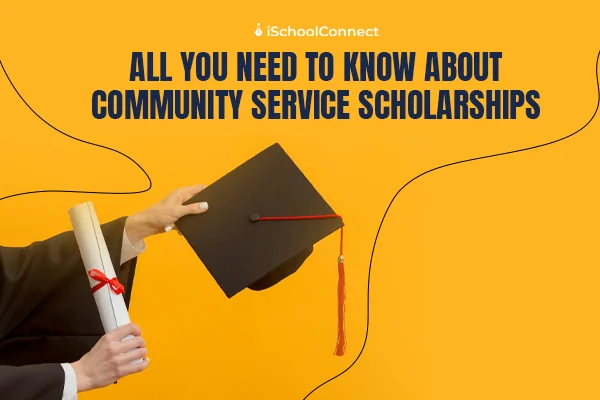 iSchoolConnect
ALL YOU NEED TO KNOW ABOUT
COMMUNITY SERVICE SCHOLARSHIPS